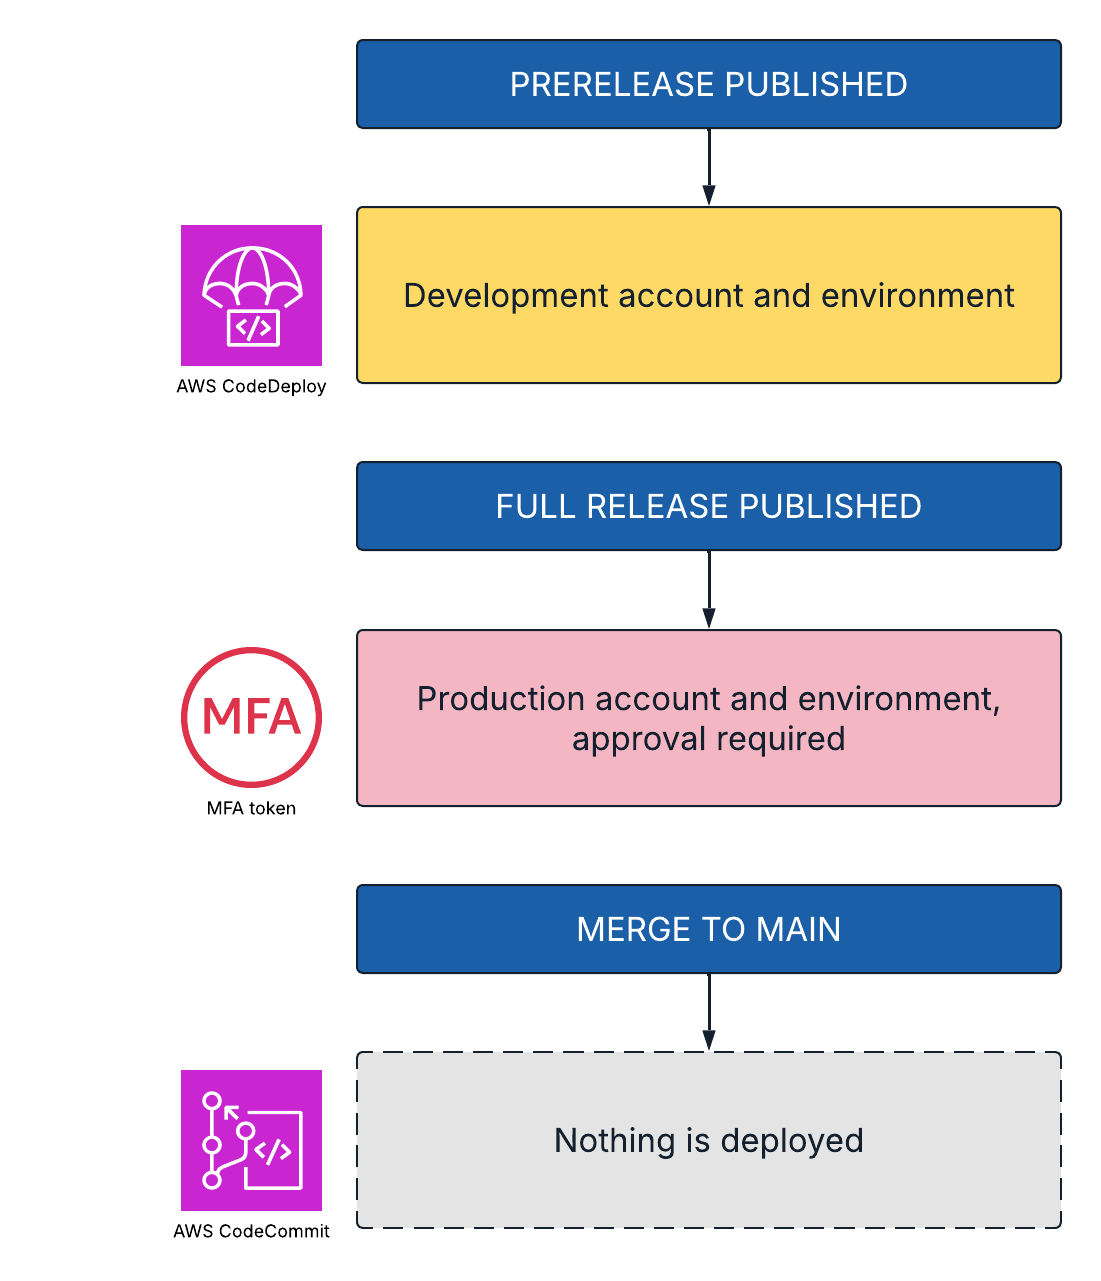 PRERELEASE PUBLISHED
Development account and environment
AWS CodeDeploy
FULL RELEASE PUBLISHED
Production account and environment,
approval required
MFA
MFA token
MERGE TO MAIN
Nothing is deployed
</>
AWS CodeCommit